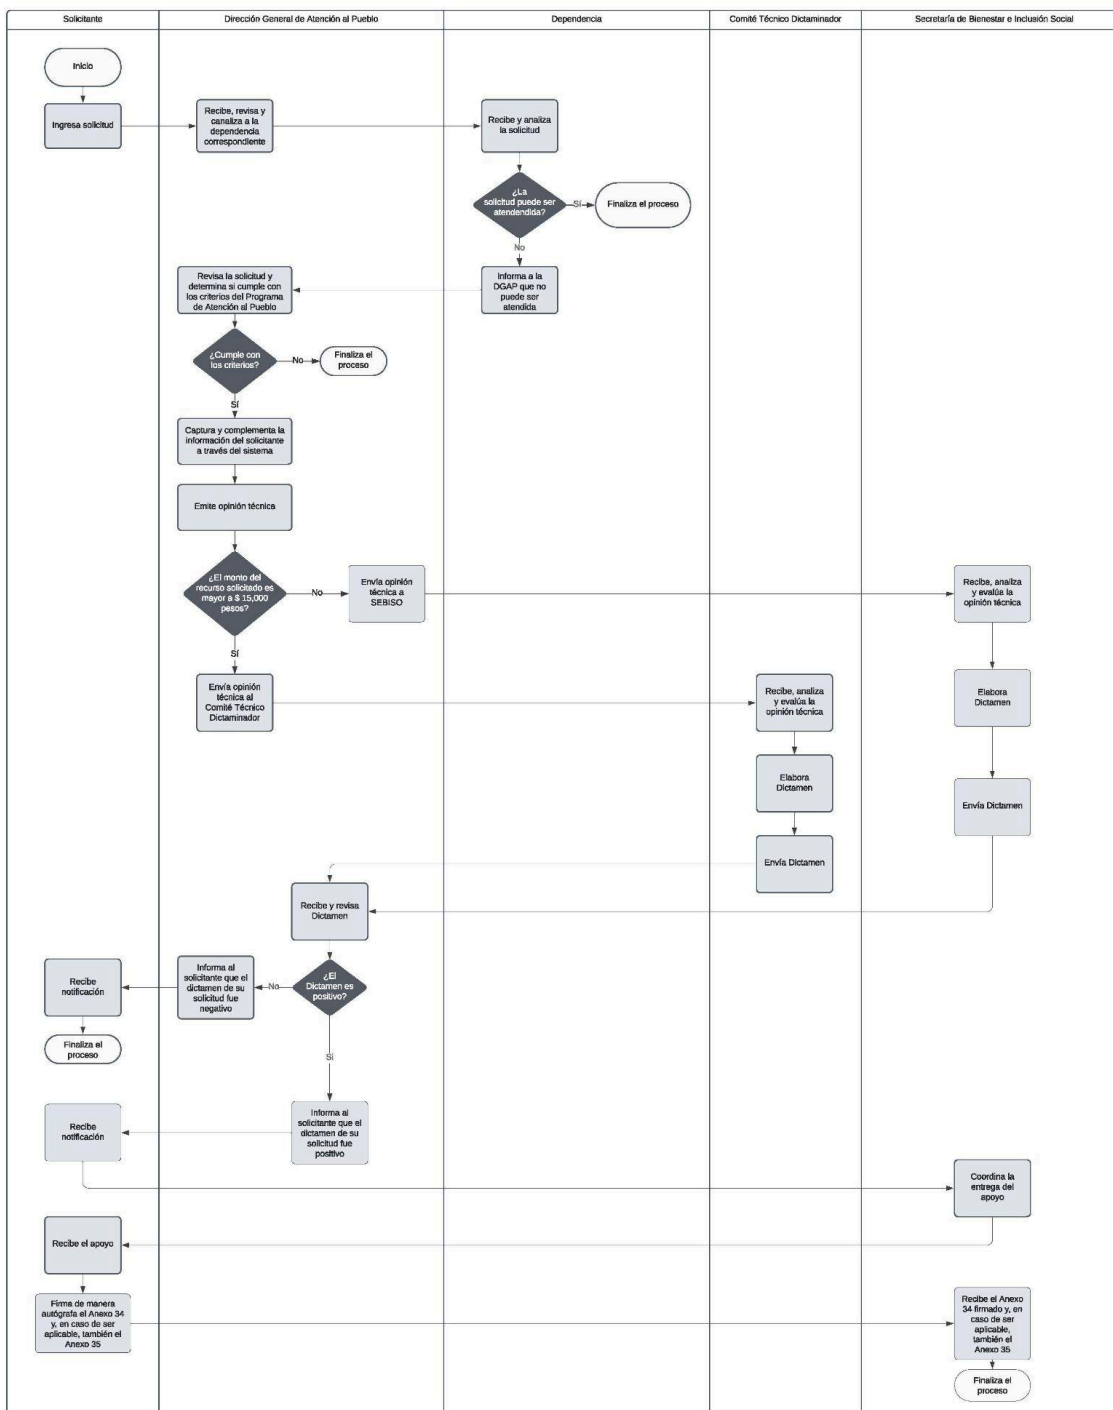 Solicitante
Dirección General de Atención al Pueblo
Dependencia
Comité Técnico Dictaminador
Secretaría de Bienestar e Inclusión Social
Inicio
Ingresa solicitud
Recibe, revisa y
canaliza a la
dependencia
correspondiente
Recibe y analiza
la solicitud
¿La
solicitud puede ser
atendendida?
Sí
Finaliza el proceso
No
Informa a la
DGAP que no
puede ser
atendida
Revisa la solicitud y
determina si cumple con
los criterios del Programa
de Atención al Pueblo
¿Cumple con
los criterios?
No
Finaliza el
proceso
Sí
Captura y complementa la
información del solicitante
a través del sistema
Emite opinión técnica
¿El monto del
recurso solicitado es
mayor a $ 15,000
pesos?
No
Envía opinión
técnica a
SEBISO
Recibe, analiza
y evalúa la
opinión técnica
Sí
Envía opinión
técnica al
Comité Técnico
Dictaminador
Recibe, analiza
y evalúa la
opinión técnica
Elabora
Dictamen
Elabora
Dictamen
Envía Dictamen
Envía Dictamen
Recibe y revisa
Dictamen
¿El
Dictamen es
positivo?
No
Informa al
solicitante que el
dictamen de su
solicitud fue
negativo
Recibe
notificación
Finaliza el
proceso
Sí
Informa al
solicitante que el
dictamen de su
solicitud fue
positivo
Recibe
notificación
Coordina la
entrega del
apoyo
Recibe el apoyo
Firma de manera
autógrafa el Anexo 34
y, en caso de ser
aplicable, también el
Anexo 35
Recibe el Anexo
34 firmado y, en
caso de ser
aplicable,
también el
Anexo 35
Finaliza el
proceso